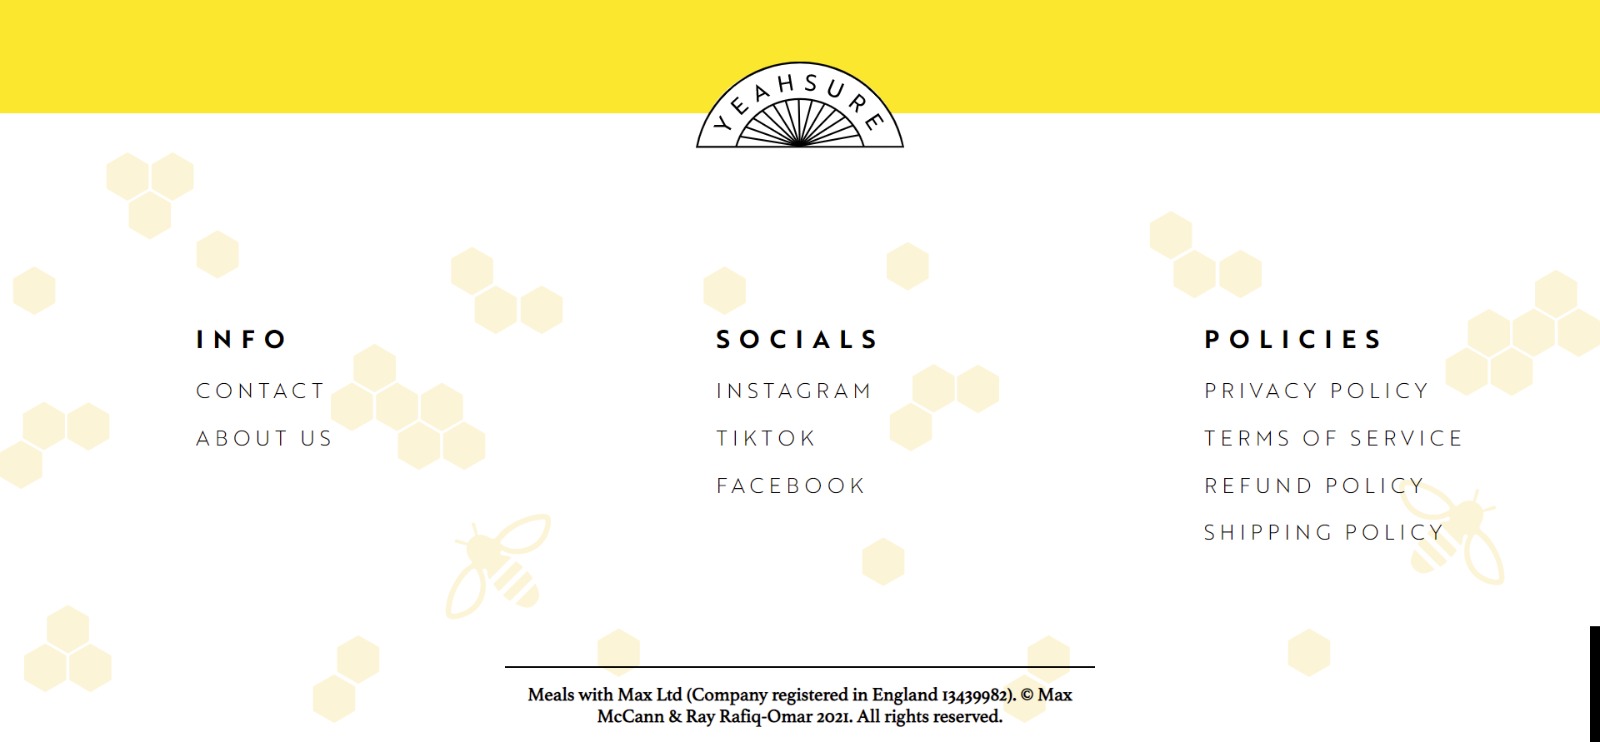 YEAHSURE
INFO
CONTACT
ABOUT US
SOCIALS
INSTAGRAM
TIKTOK
FACEBOOK
POLICIES
PRIVACY POLICY
TERMS OF SERVICE
REFUND POLICY
SHIPPING POLICY
Meals with Max Ltd (Company registered in England 13439982). © Max
McCann & Ray Rafiq-Omar 2021. All rights reserved.